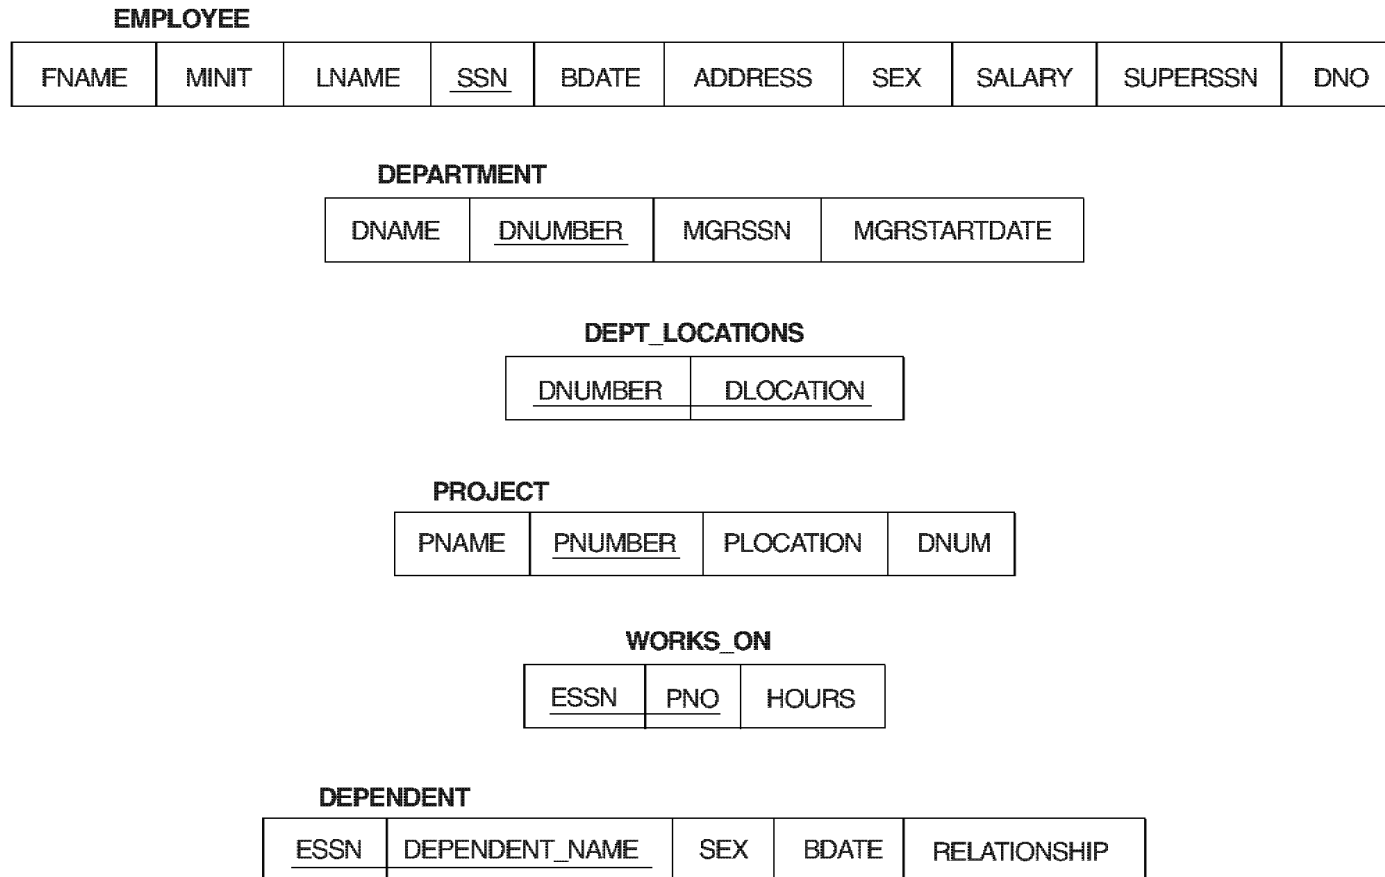 EMPLOYEE
FNAME MINIT LNAME SSN BDATE ADDRESS SEX SALARY SUPERSSN DNO
DEPARTMENT
DNAME DNUMBER MGRSSN MGRSTARTDATE
DEPT_LOCATIONS
DNUMBER DLOCATION
PROJECT
PNAME PNUMBER PLOCATION DNUM
WORKS_ON
ESSN PNO HOURS
DEPENDENT
ESSN DEPENDENT_NAME SEX BDATE RELATIONSHIP